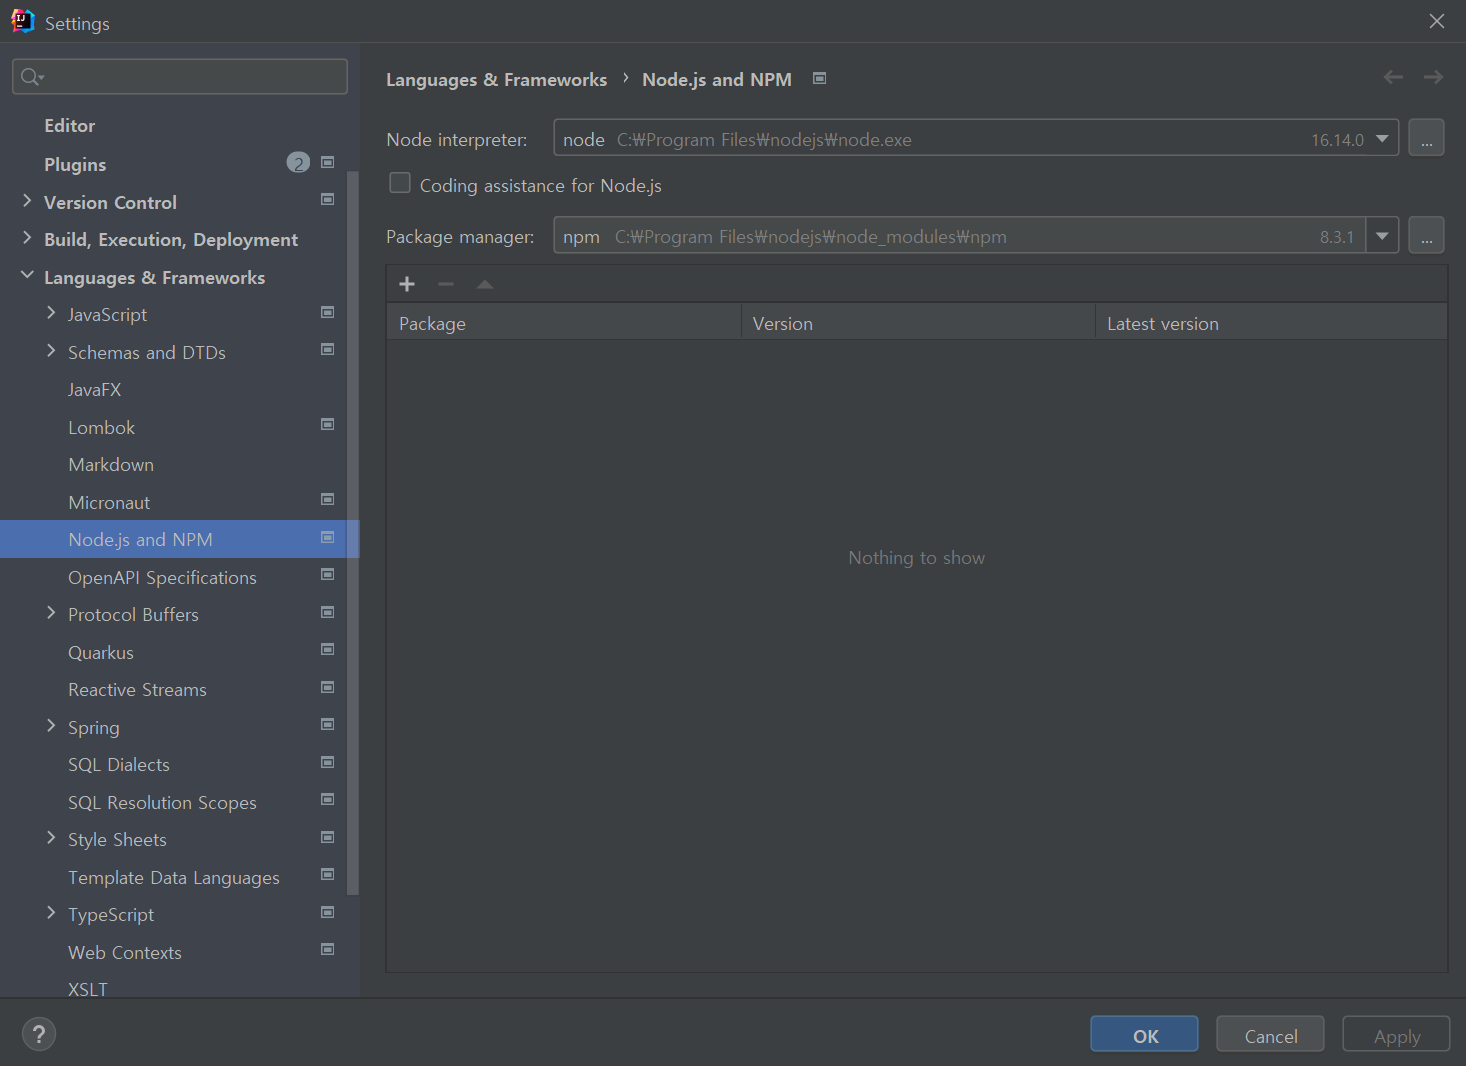 Settings
Editor
Plugins 2
Version Control
Build, Execution, Deployment
Languages & Frameworks
JavaScript
Schemas and DTDs
JavaFX
Lombok
Markdown
Micronaut
Node.js and NPM
OpenAPI Specifications
Protocol Buffers
Quarkus
Reactive Streams
Spring
SQL Dialects
SQL Resolution Scopes
Style Sheets
Template Data Languages
TypeScript
Web Contexts
XSLT
Languages & Frameworks › Node.js and NPM
Node interpreter: node C:₩Program Files₩nodejs₩node.exe 16.14.0 ...
Coding assistance for Node.js
Package manager: npm C:₩Program Files₩nodejs₩node_modules₩npm 8.3.1 ...
Package Version Latest version
Nothing to show
? OK Cancel Apply